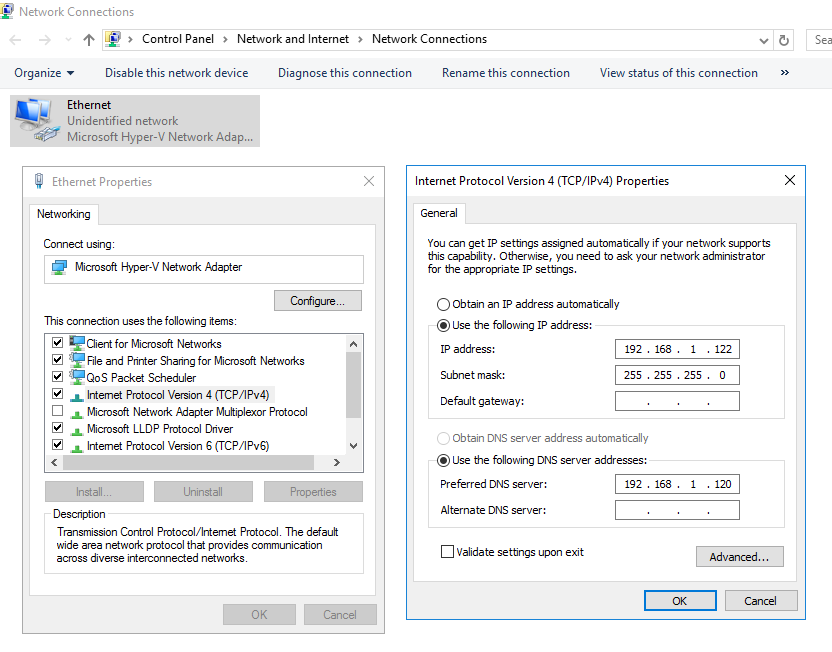 Network Connections
Control Panel > Network and Internet > Network Connections
Sea
Organize Disable this network device Diagnose this connection Rename this connection View status of this connection »
Ethernet
Unidentified network
Microsoft Hyper-V Network Adap...
Ethernet Properties
Networking
Connect using:
Microsoft Hyper-V Network Adapter
Configure...
This connection uses the following items:
Client for Microsoft Networks
File and Printer Sharing for Microsoft Networks
QoS Packet Scheduler
Internet Protocol Version 4 (TCP/IPv4)
Microsoft Network Adapter Multiplexor Protocol
Microsoft LLDP Protocol Driver
Internet Protocol Version 6 (TCP/IPv6)
Install... Uninstall Properties
Description
Transmission Control Protocol/Internet Protocol. The default
wide area network protocol that provides communication
across diverse interconnected networks.
OK Cancel
Internet Protocol Version 4 (TCP/IPv4) Properties
General
You can get IP settings assigned automatically if your network supports
this capability. Otherwise, you need to ask your network administrator
for the appropriate IP settings.
Obtain an IP address automatically
Use the following IP address:
IP address: 192 . 168 . 1 . 122
Subnet mask: 255 . 255 . 255 . 0
Default gateway: . . .
Obtain DNS server address automatically
Use the following DNS server addresses:
Preferred DNS server: 192 . 168 . 1 . 120
Alternate DNS server: . . .
Validate settings upon exit
Advanced...
OK Cancel